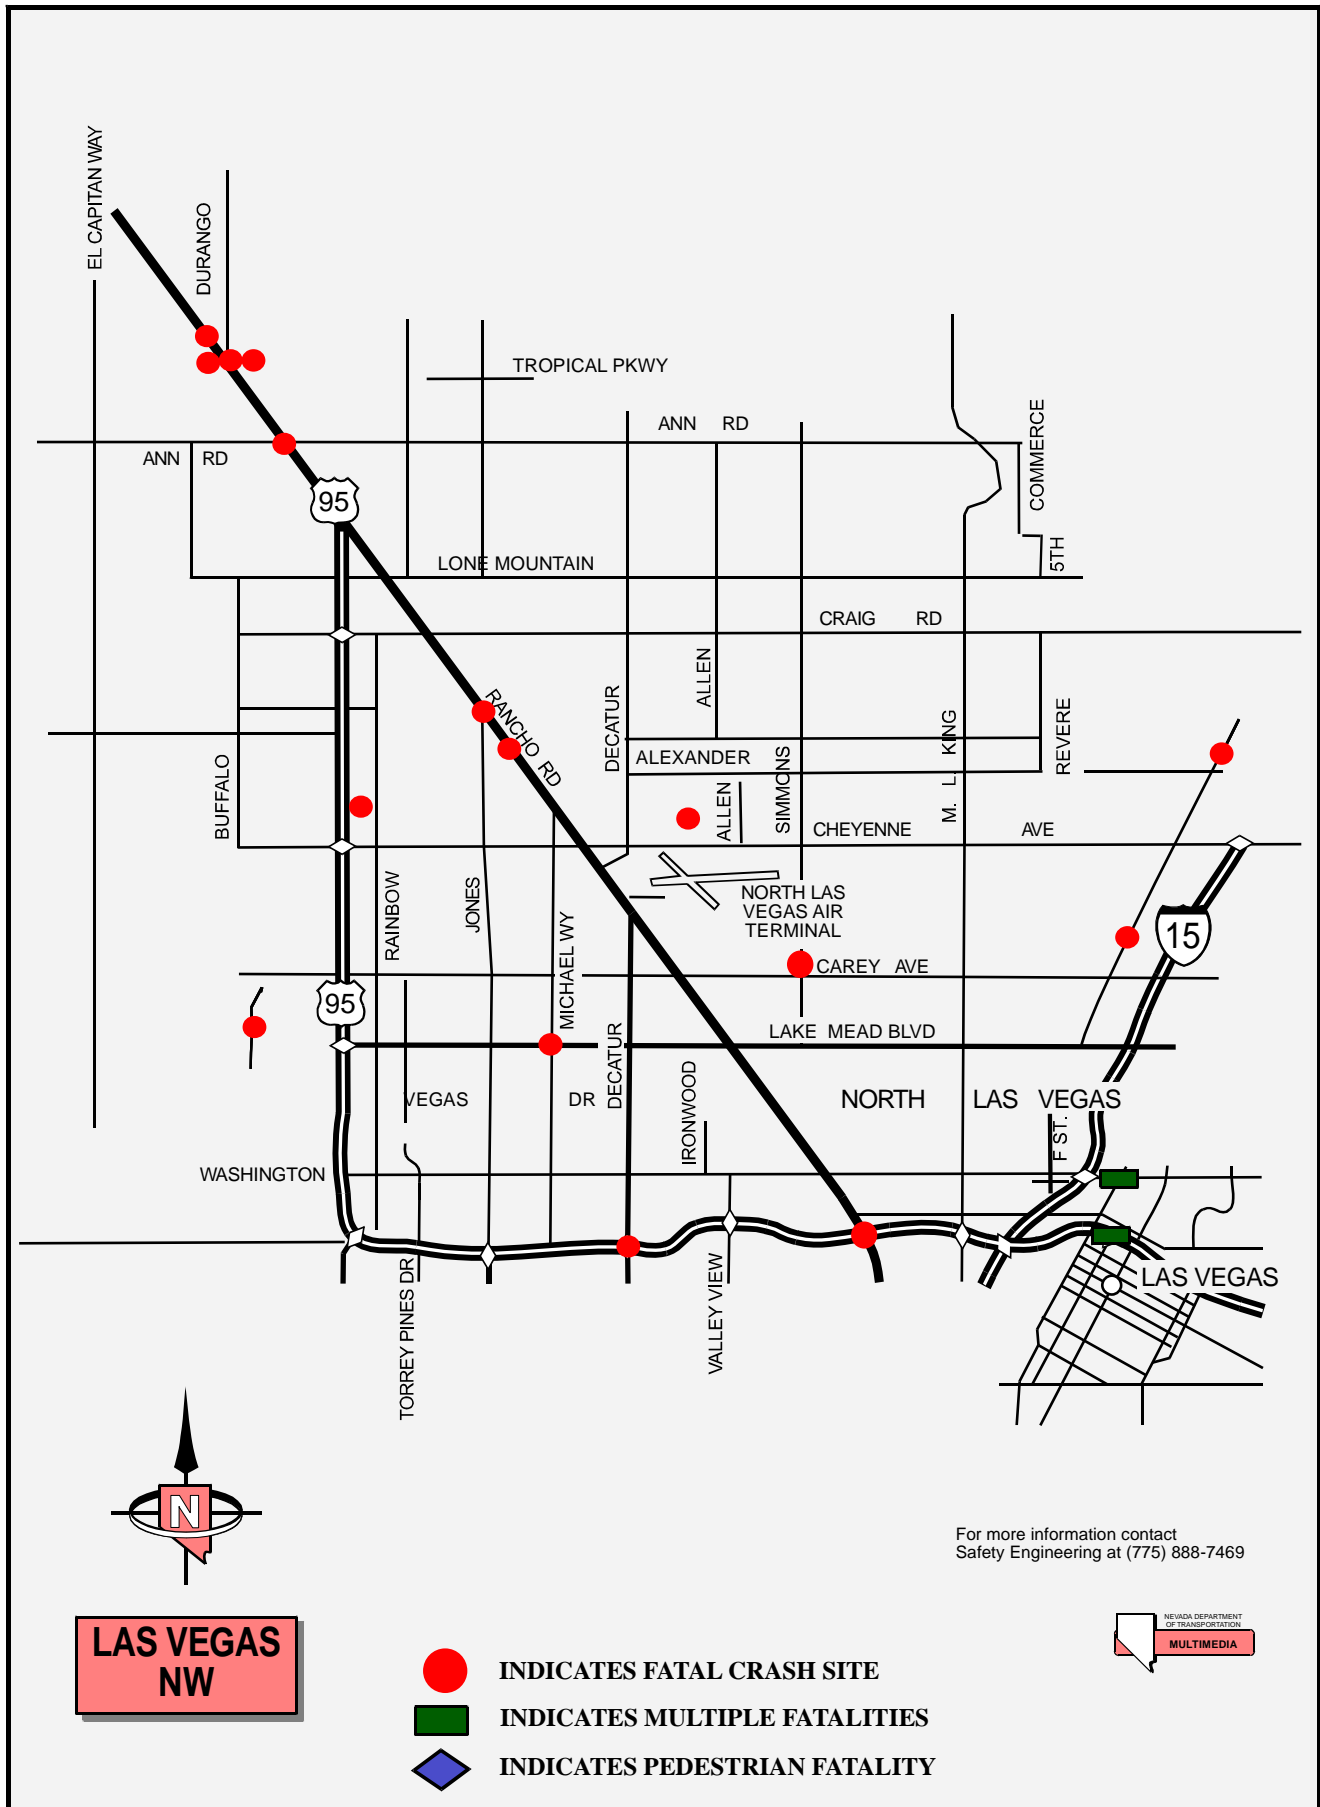 EL CAPITAN WAY
DURANGO
TROPICAL PKWY
ANN RD
COMMERCE
ANN RD
95
5TH
LONE MOUNTAIN
CRAIG RD
ALLEN
RANCHO RD
DECATUR
M. L. KING
REVERE
ALEXANDER
SIMMONS
BUFFALO
ALLEN
CHEYENNE AVE
RAINBOW
JONES
NORTH LAS
VEGAS AIR
TERMINAL
MICHAEL WY
15
CAREY AVE
95
LAKE MEAD BLVD
DECATUR
IRONWOOD
VEGAS DR
NORTH LAS VEGAS
F ST.
WASHINGTON
TORREY PINES DR
VALLEY VIEW
LAS VEGAS
N
For more information contact
Safety Engineering at (775) 888-7469
LAS VEGAS
NW
NEVADA DEPARTMENT
OF TRANSPORTATION
MULTIMEDIA
INDICATES FATAL CRASH SITE
INDICATES MULTIPLE FATALITIES
INDICATES PEDESTRIAN FATALITY